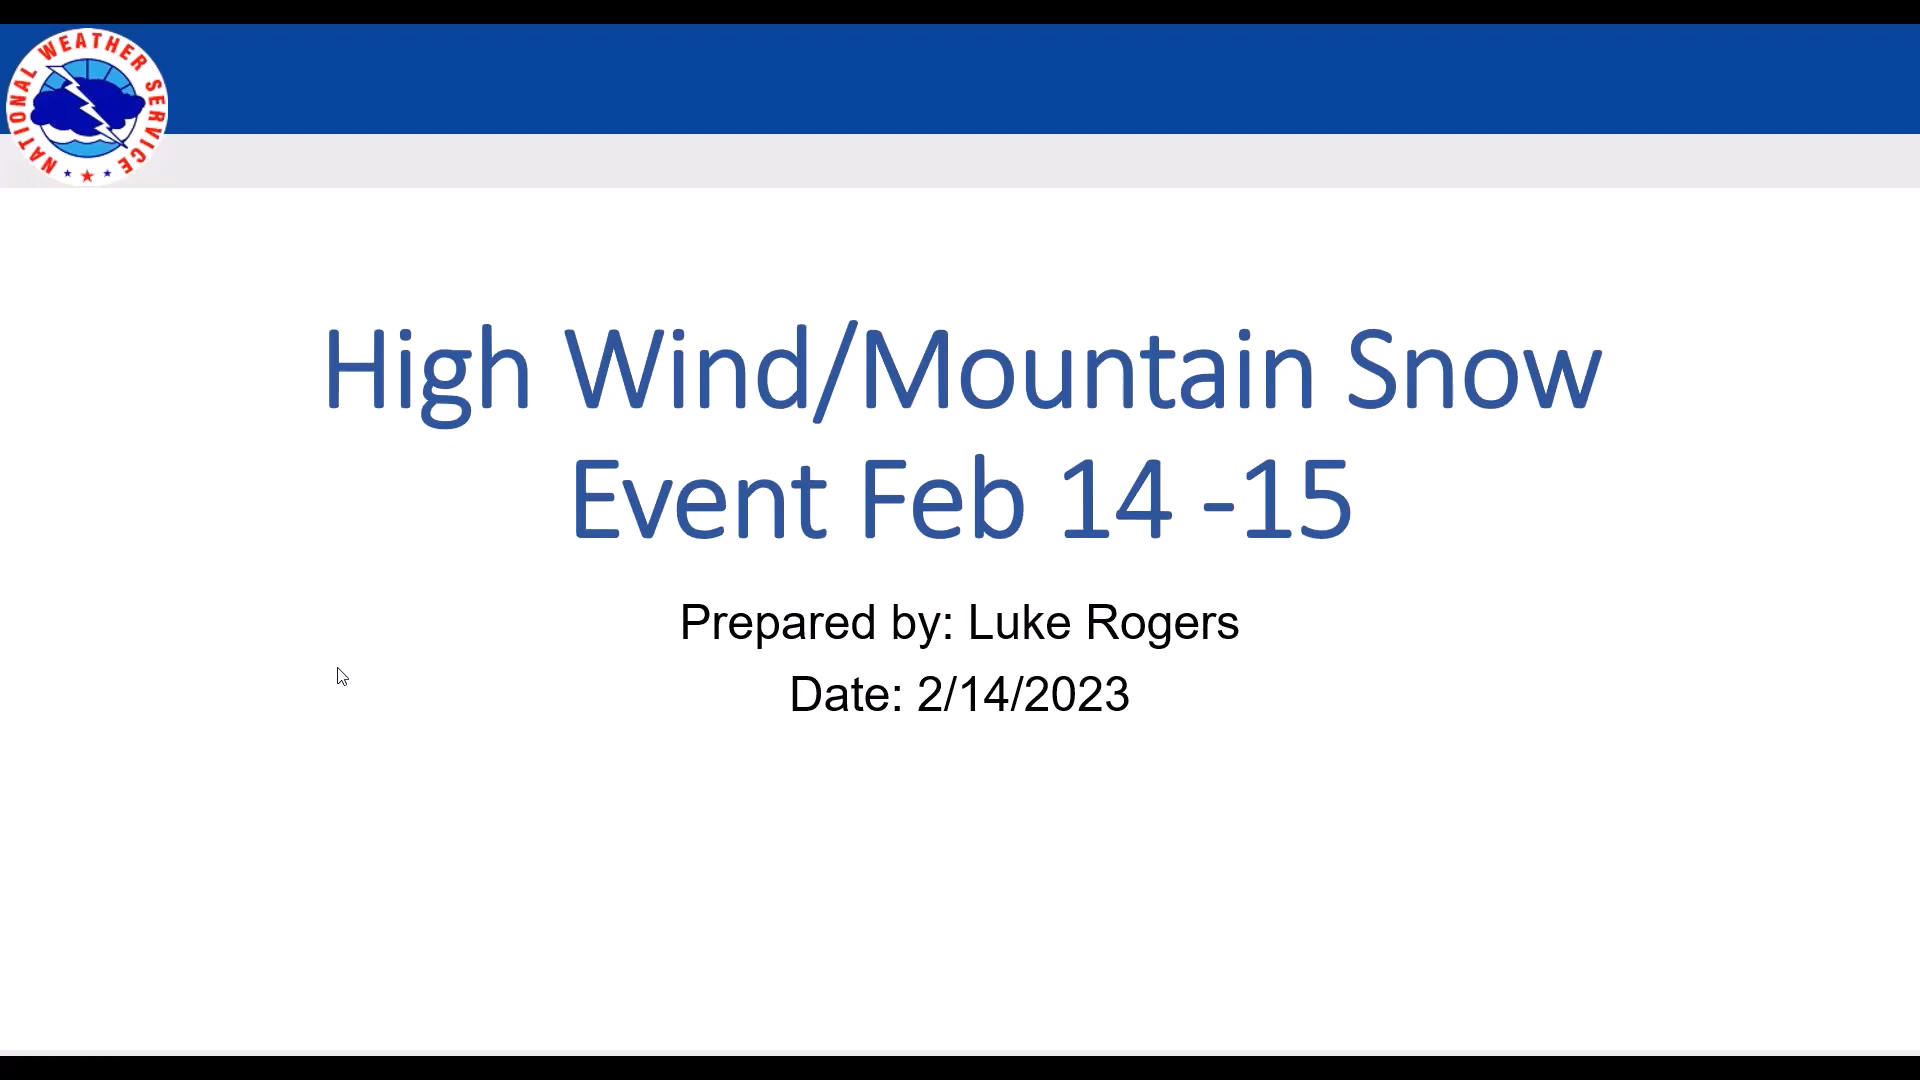 NATIONAL WEATHER SERVICE
High Wind/Mountain Snow
Event Feb 14 -15
Prepared by: Luke Rogers
Date: 2/14/2023